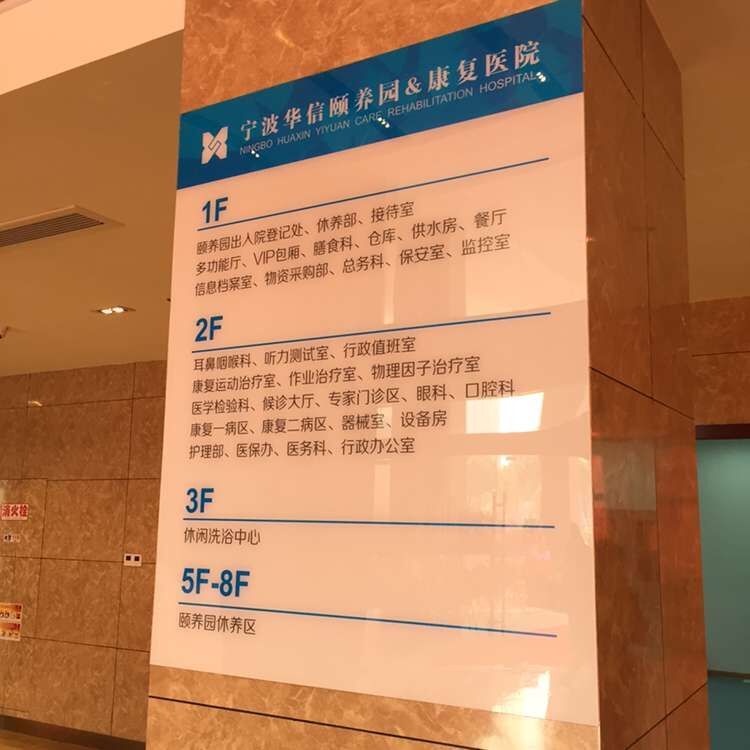 宁波华信颐养园&康复医院
NINGBO HUAXIN YIYUAN CARE REHABILITATION HOSPITAL
1F
颐养园出入院登记处、休养部、接待室
多功能厅、VIP包厢、膳食科、仓库、供水房、餐厅
信息档案室、物资采购部、总务科、保安室、监控室
2F
耳鼻咽喉科、听力测试室、行政值班室
康复运动治疗室、作业治疗室、物理因子治疗室
医学检验科、候诊大厅、专家门诊区、眼科、口腔科
康复一病区、康复二病区、器械室、设备房
护理部、医保办、医务科、行政办公室
3F
休闲洗浴中心
5F-8F
颐养园休养区
消火栓